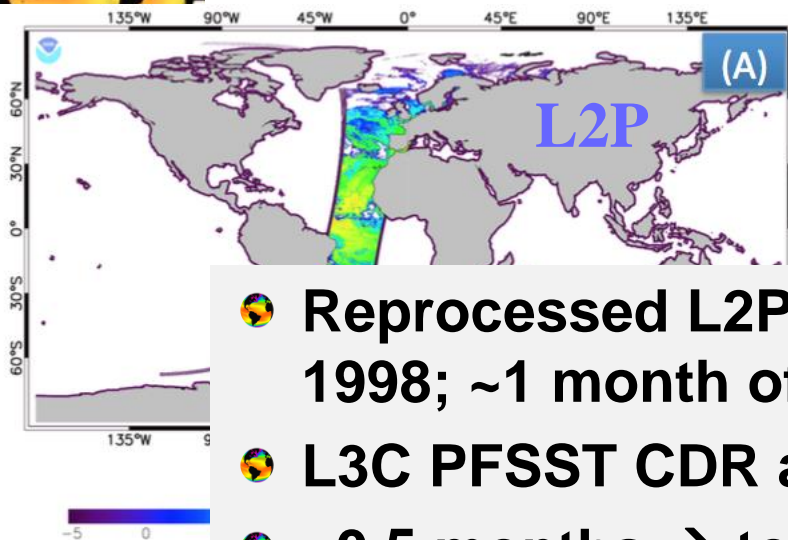 135°W 90°W 45°W 0° 45°E 90°E 135°E
(A)
L2P
60°N
30°N
0°
30°S
60°S
135°W 9
-5 0
Reprocessed L2P
1998; ~1 month of
L3C PFSST CDR a